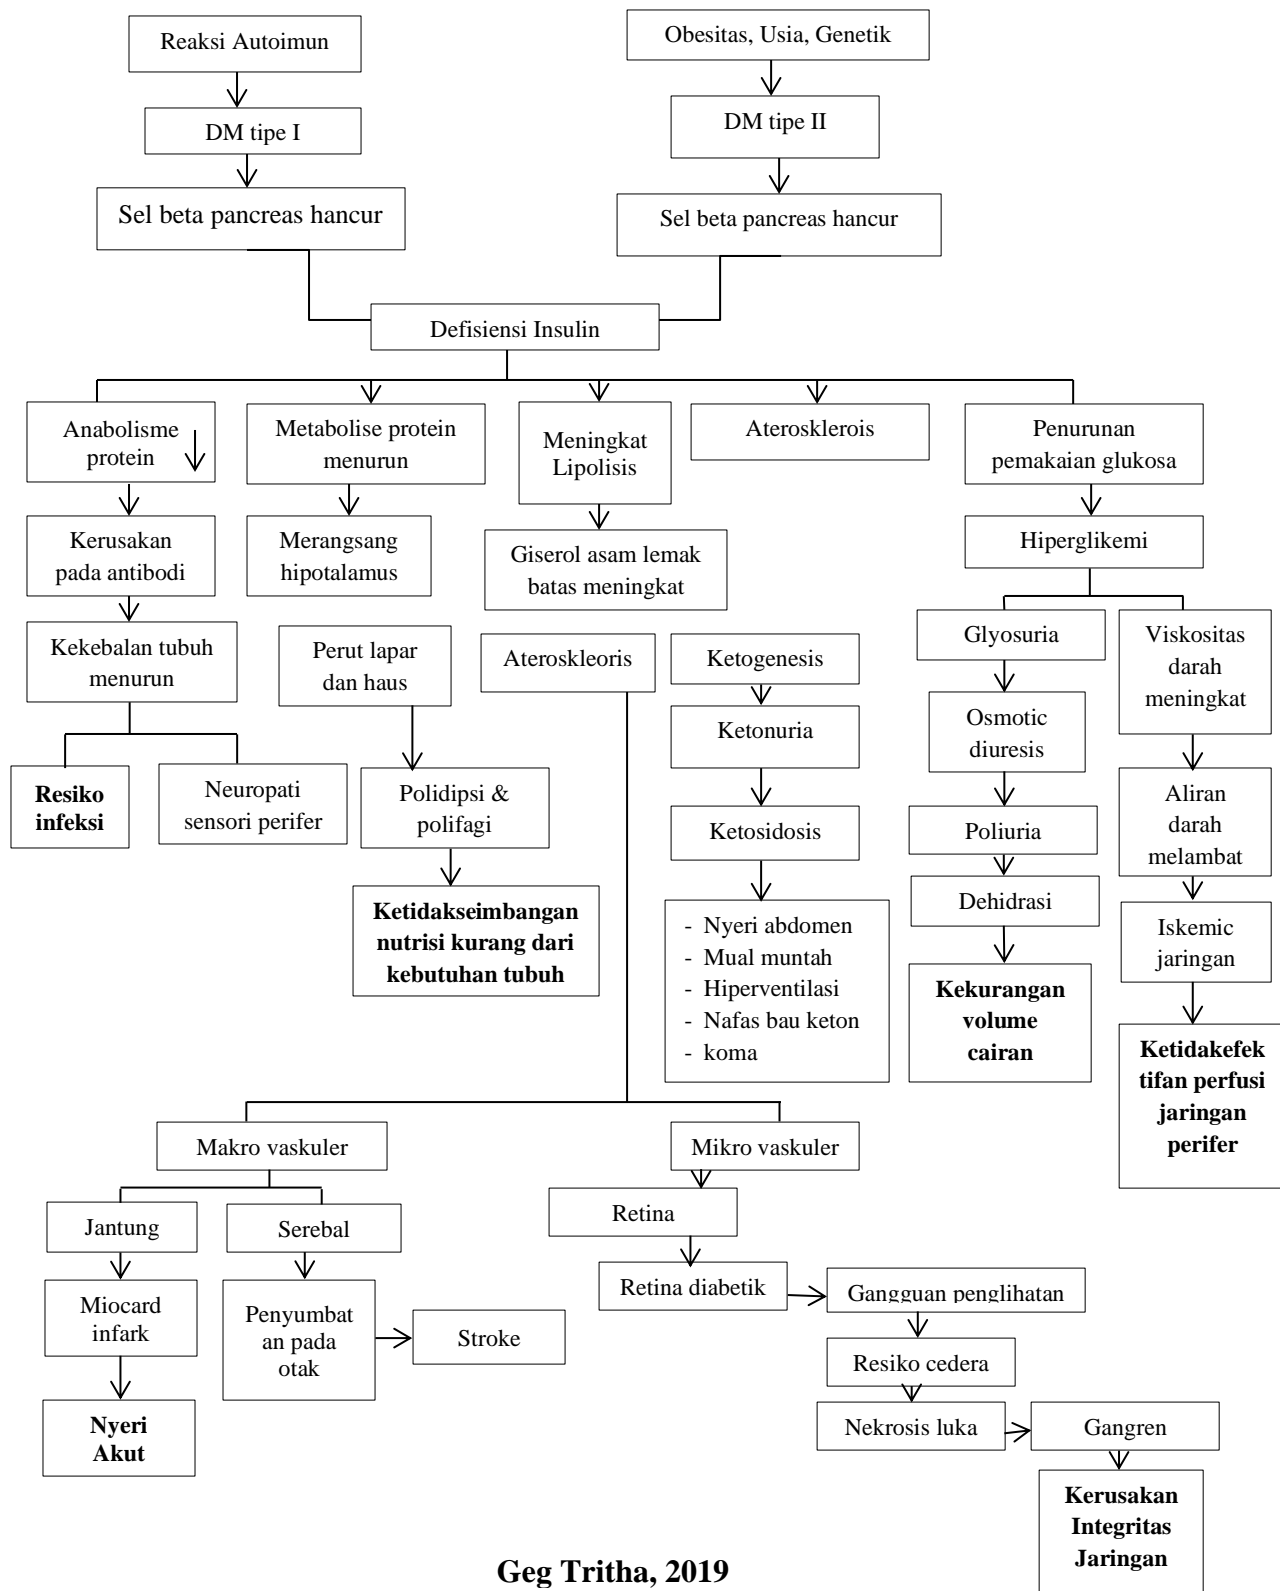 Reaksi Autoimun
Obesitas, Usia, Genetik
DM tipe I
DM tipe II
Sel beta pancreas hancur
Sel beta pancreas hancur
Defisiensi Insulin
Anabolisme
protein
Metabolise protein
menurun
Meningkat
Lipolisis
Aterosklerois
Penurunan
pemakaian glukosa
Kerusakan
pada antibodi
Merangsang
hipotalamus
Giserol asam lemak
batas meningkat
Hiperglikemi
Kekebalan tubuh
menurun
Perut lapar
dan haus
Ateroskleoris
Ketogenesis
Glyosuria
Viskositas
darah
meningkat
Ketonuria
Osmotic
diuresis
Resiko
infeksi
Neuropati
sensori perifer
Polidipsi &
polifagi
Ketosidosis
Poliuria
Aliran
darah
melambat
Ketidakseimbangan
nutrisi kurang dari
kebutuhan tubuh
- Nyeri abdomen
- Mual muntah
- Hiperventilasi
- Nafas bau keton
- koma
Dehidrasi
Iskemic
jaringan
Kekurangan
volume
cairan
Ketidakefek
tifan perfusi
jaringan
perifer
Makro vaskuler
Mikro vaskuler
Jantung
Serebal
Retina
Miocard
infark
Penyumbat
an pada
otak
Stroke
Retina diabetik
Gangguan penglihatan
Resiko cedera
Nyeri
Akut
Nekrosis luka
Gangren
Kerusakan
Integritas
Jaringan
Geg Tritha, 2019